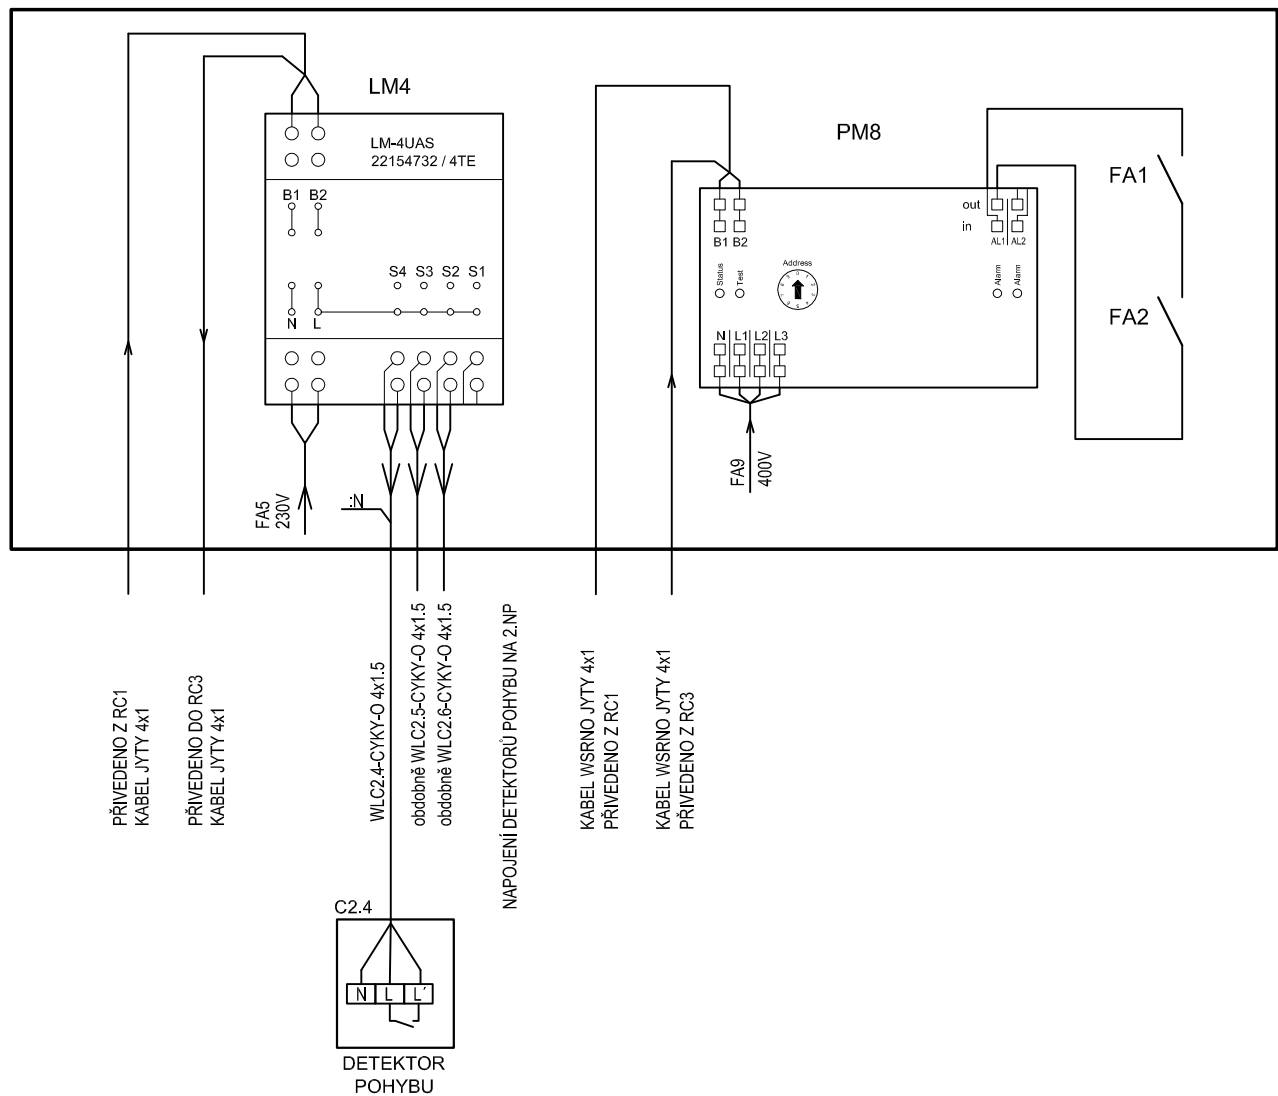 LM4
LM-4UAS
22154732 / 4TE
B1 B2
S4 S3 S2 S1
N L
FA5
230V
:N
PM8
out
in
B1 B2
AL1 AL2
Status
Test
Address
Alarm
Alarm
N L1 L2 L3
FA9
400V
FA1
FA2
PŘIVEDENO Z RC1
KABEL JYTY 4x1
PŘIVEDENO DO RC3
KABEL JYTY 4x1
WLC2.4-CYKY-O 4x1.5
obdobně WLC2.5-CYKY-O 4x1.5
obdobně WLC2.6-CYKY-O 4x1.5
NAPOJENÍ DETEKTORŮ POHYBU NA 2.NP
KABEL WSRNO JYTY 4x1
PŘIVEDENO Z RC1
KABEL WSRNO JYTY 4x1
PŘIVEDENO Z RC3
C2.4
N L L´
DETEKTOR
POHYBU